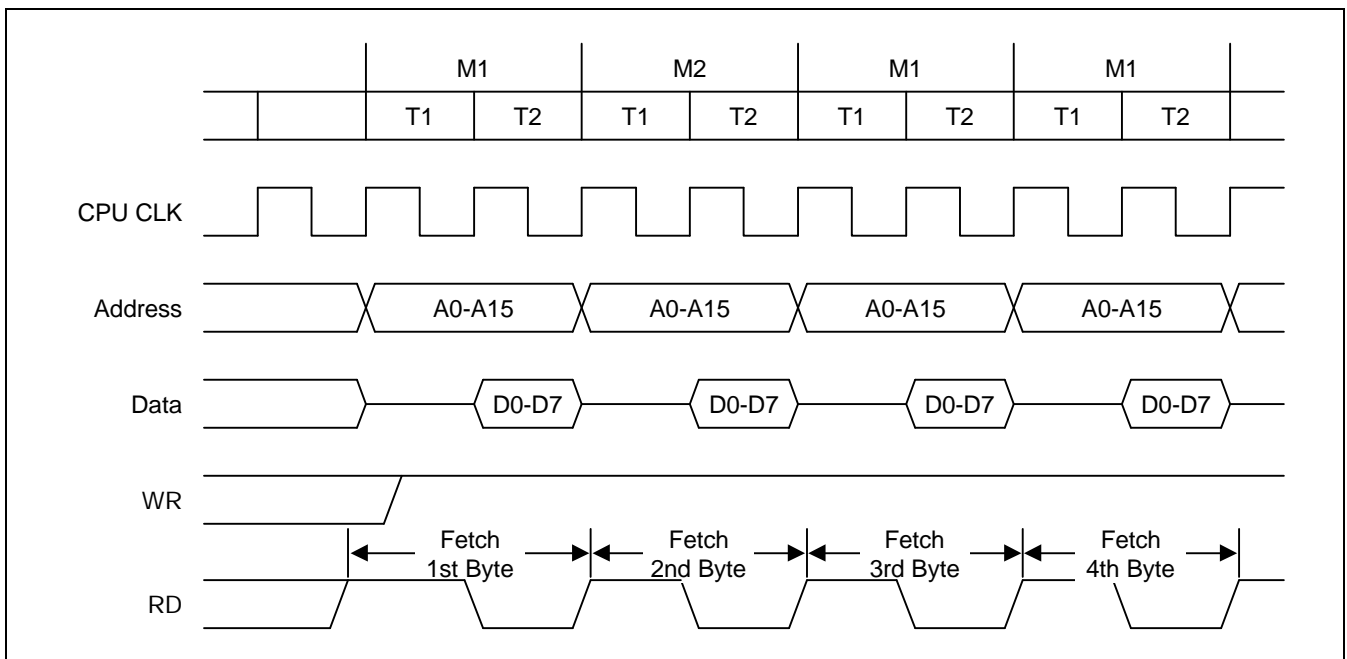 M1 M2 M1 M1
T1 T2 T1 T2 T1 T2 T1 T2
CPU CLK
Address A0-A15 A0-A15 A0-A15 A0-A15
Data D0-D7 D0-D7 D0-D7 D0-D7
WR
Fetch Fetch Fetch Fetch
1st Byte 2nd Byte 3rd Byte 4th Byte
RD